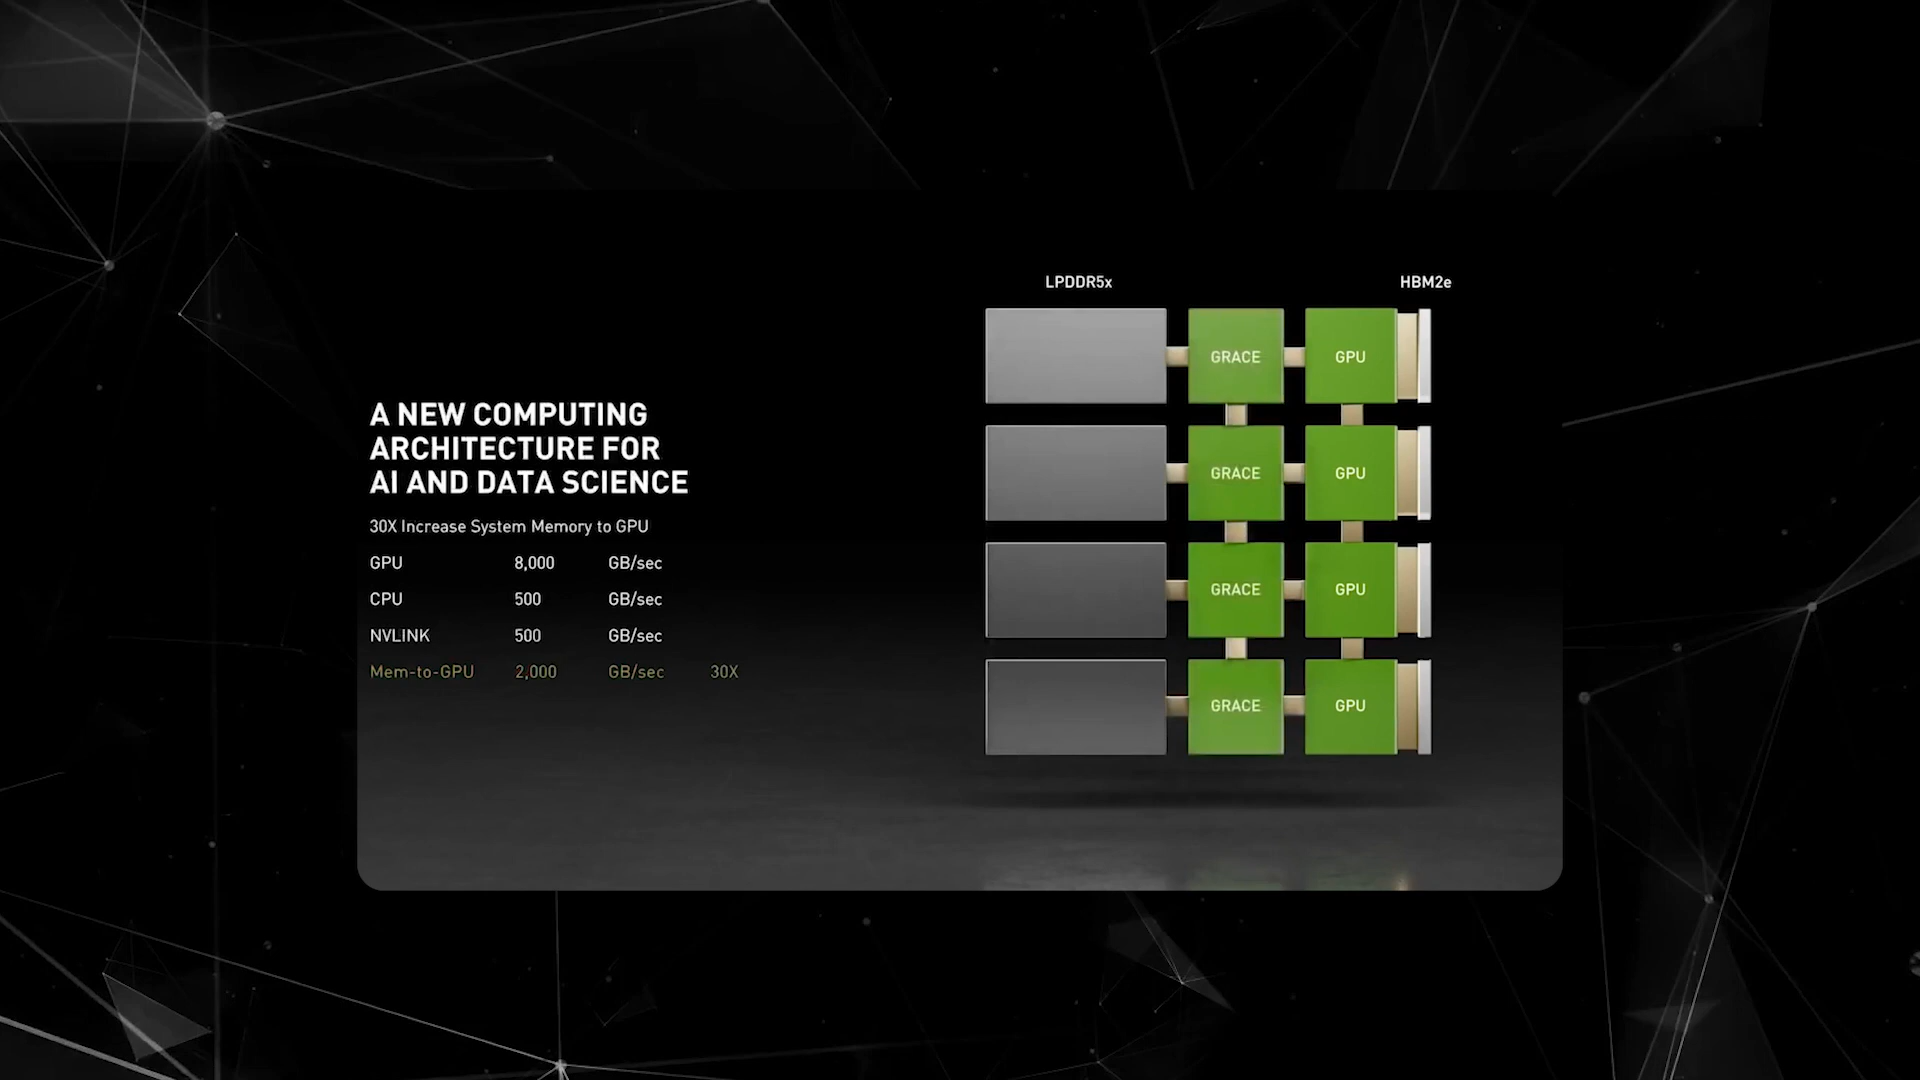 A NEW COMPUTING
ARCHITECTURE FOR
AI AND DATA SCIENCE
30X Increase System Memory to GPU
GPU 8,000 GB/sec
CPU 500 GB/sec
NVLINK 500 GB/sec
Mem-to-GPU 2,000 GB/sec 30X
LPDDR5x HBM2e
GRACE GPU
GRACE GPU
GRACE GPU
GRACE GPU